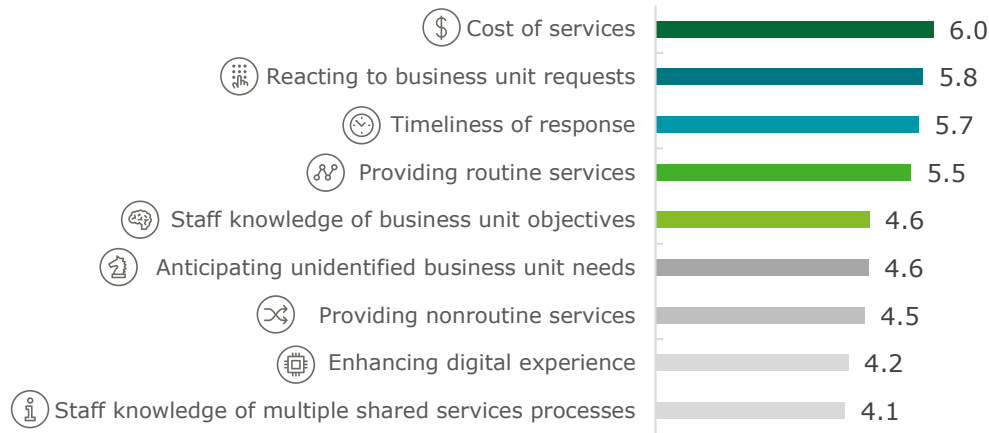 Cost of services 6.0
Reacting to business unit requests 5.8
Timeliness of response 5.7
Providing routine services 5.5
Staff knowledge of business unit objectives 4.6
Anticipating unidentified business unit needs 4.6
Providing nonroutine services 4.5
Enhancing digital experience 4.2
Staff knowledge of multiple shared services processes 4.1